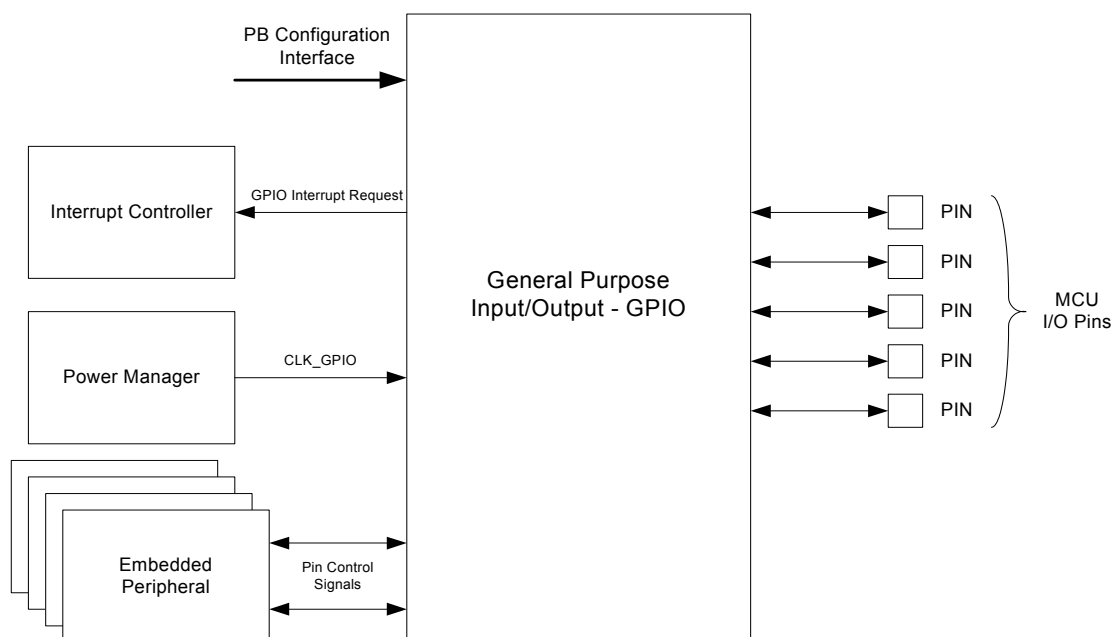 PB Configuration
Interface
Interrupt Controller
GPIO Interrupt Request
Power Manager
CLK_GPIO
Embedded
Peripheral
Pin Control
Signals
General Purpose
Input/Output - GPIO
PIN
PIN
PIN
PIN
PIN
MCU
I/O Pins